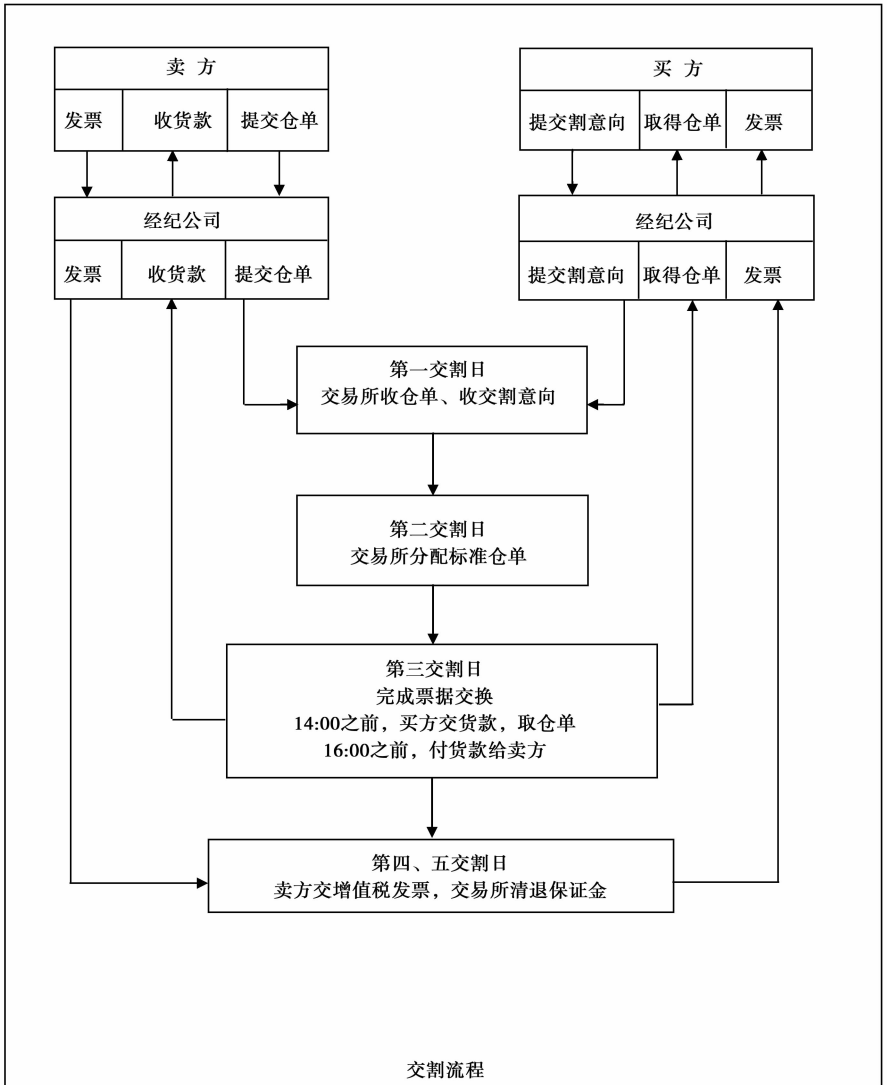 卖 方
买 方
发票 收货款 提交仓单
提交割意向 取得仓单 发票
经纪公司
经纪公司
发票 收货款 提交仓单
提交割意向 取得仓单 发票
第一交割日
交易所收仓单、收交割意向
第二交割日
交易所分配标准仓单
第三交割日
完成票据交换
14:00之前，买方交货款，取仓单
16:00之前，付货款给卖方
第四、五交割日
卖方交增值税发票，交易所清退保证金
交割流程